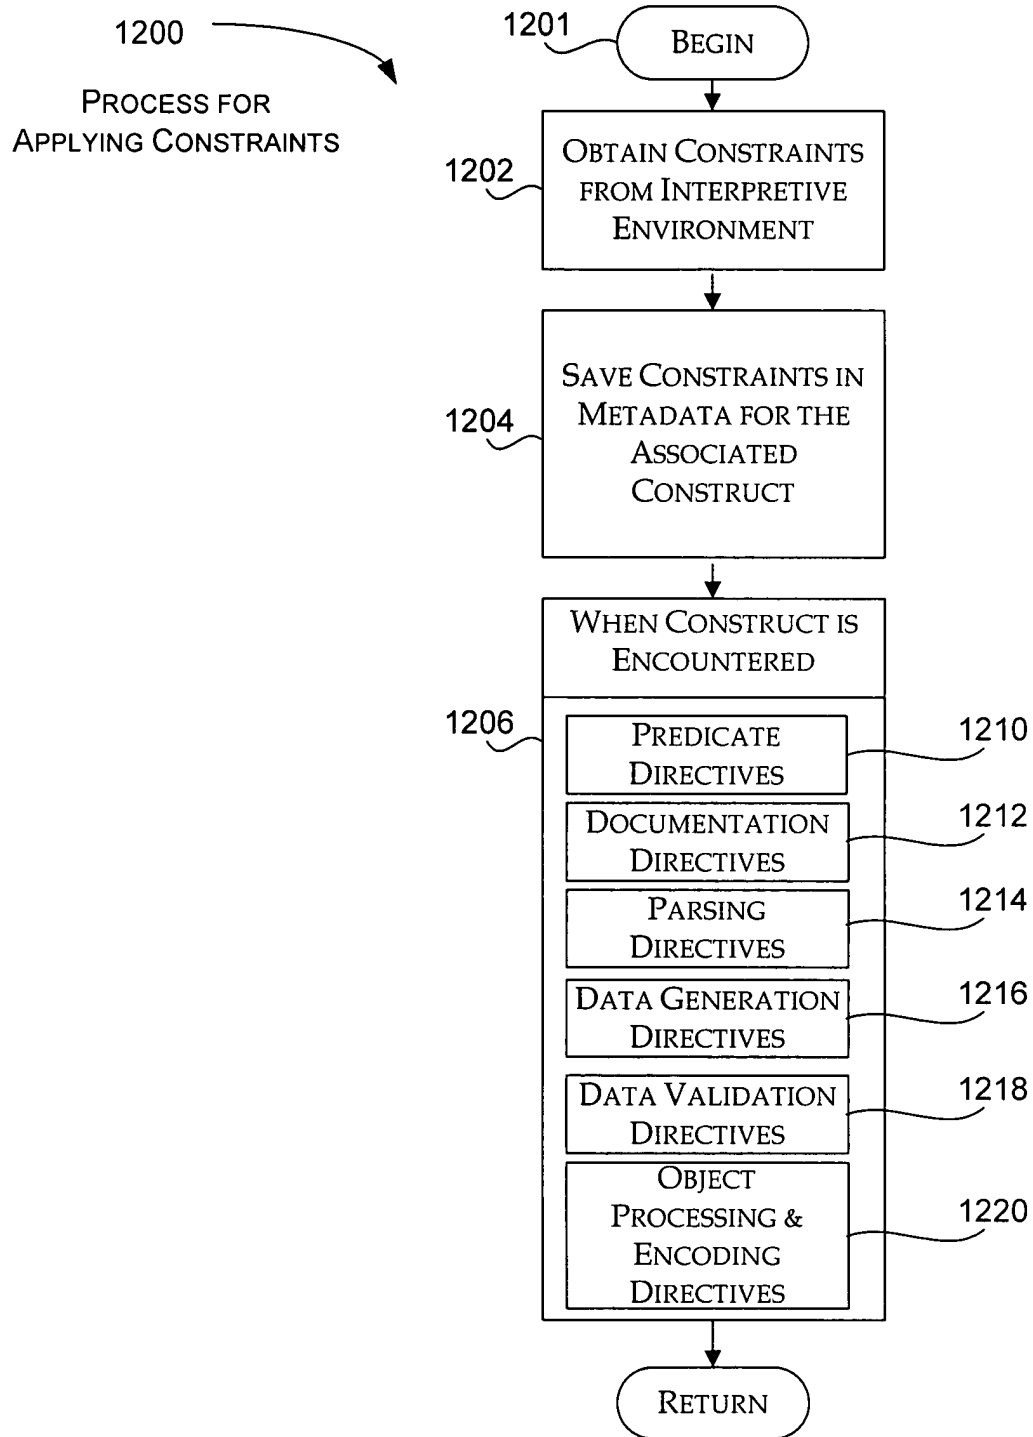 1200
PROCESS FOR
APPLYING CONSTRAINTS
1201
BEGIN
1202
OBTAIN CONSTRAINTS
FROM INTERPRETIVE
ENVIRONMENT
1204
SAVE CONSTRAINTS IN
METADATA FOR THE
ASSOCIATED
CONSTRUCT
WHEN CONSTRUCT IS
ENCOUNTERED
1206
PREDICATE
DIRECTIVES
1210
DOCUMENTATION
DIRECTIVES
1212
PARSING
DIRECTIVES
1214
DATA GENERATION
DIRECTIVES
1216
DATA VALIDATION
DIRECTIVES
1218
OBJECT
PROCESSING &
ENCODING
DIRECTIVES
1220
RETURN